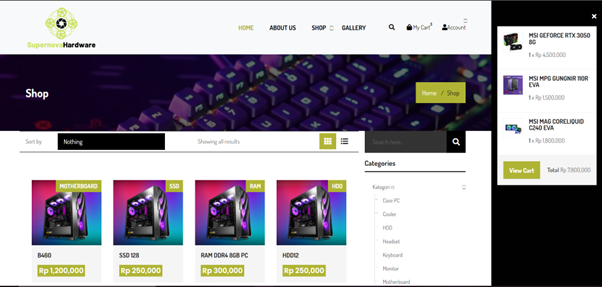 SupernovaHardware
HOME
ABOUT US
SHOP
GALLERY
My Cart 3
Account
Shop
Home / Shop
Sort by
Nothing
Showing all results
Search here..
Categories
Kategori
Case PC
Cooler
HDD
Headset
Keyboard
Monitor
Motherboard
MOTHERBOARD
B460
Rp 1,200,000
SSD
SSD 128
Rp 250,000
RAM
RAM DDR4 8GB PC
Rp 300,000
HDD
HDD12
Rp 250,000
MSI GEFORCE RTX 3050
8G
1 x Rp 4,500,000
MSI MPG GUNGNIR 110R
EVA
1 x Rp 1,500,000
MSI MAG CORELIQUID
C240 EVA
1 x Rp 1,800,000
View Cart
Total Rp 7,800,000